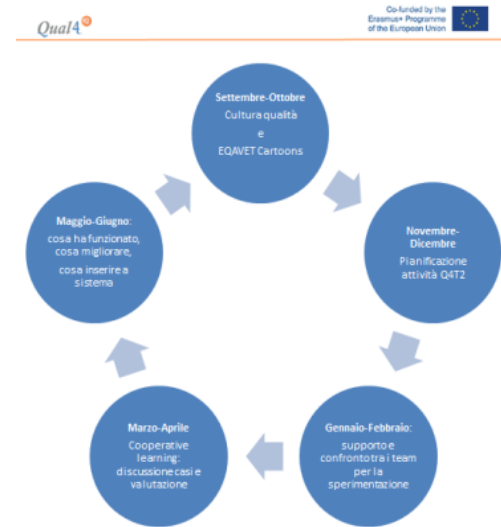 Qual4
Co-funded by the
Erasmus+ Programme
of the European Union
Settembre-Ottobre
Cultura qualità
e
EQAVET Cartoons
Novembre-
Dicembre
Pianificazione
attività Q4T2
Gennaio-Febbraio:
supporto e
confronto tra i team
per la
sperimentazione
Marzo-Aprile
Cooperative
learning:
discussione casi e
valutazione
Maggio-Giugno:
cosa ha funzionato,
cosa migliorare,
cosa inserire a
sistema